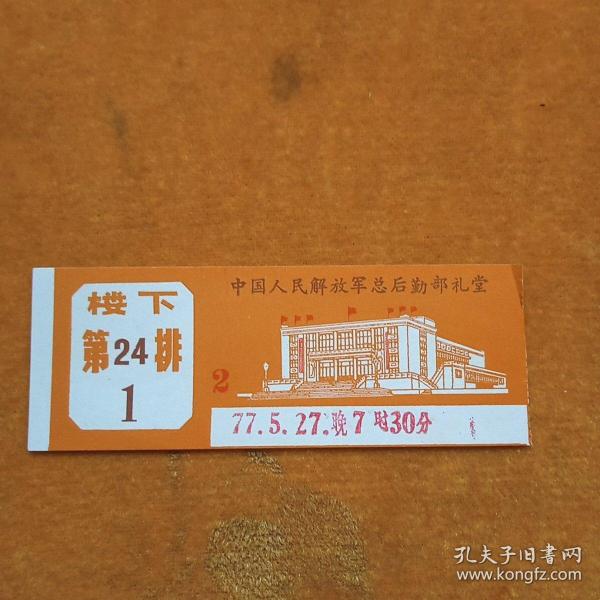 中国人民解放军总后勤部礼堂
楼下
第24排
1
2
77.5.27.晚7时30分
孔夫子旧书网
www.kongfz.com